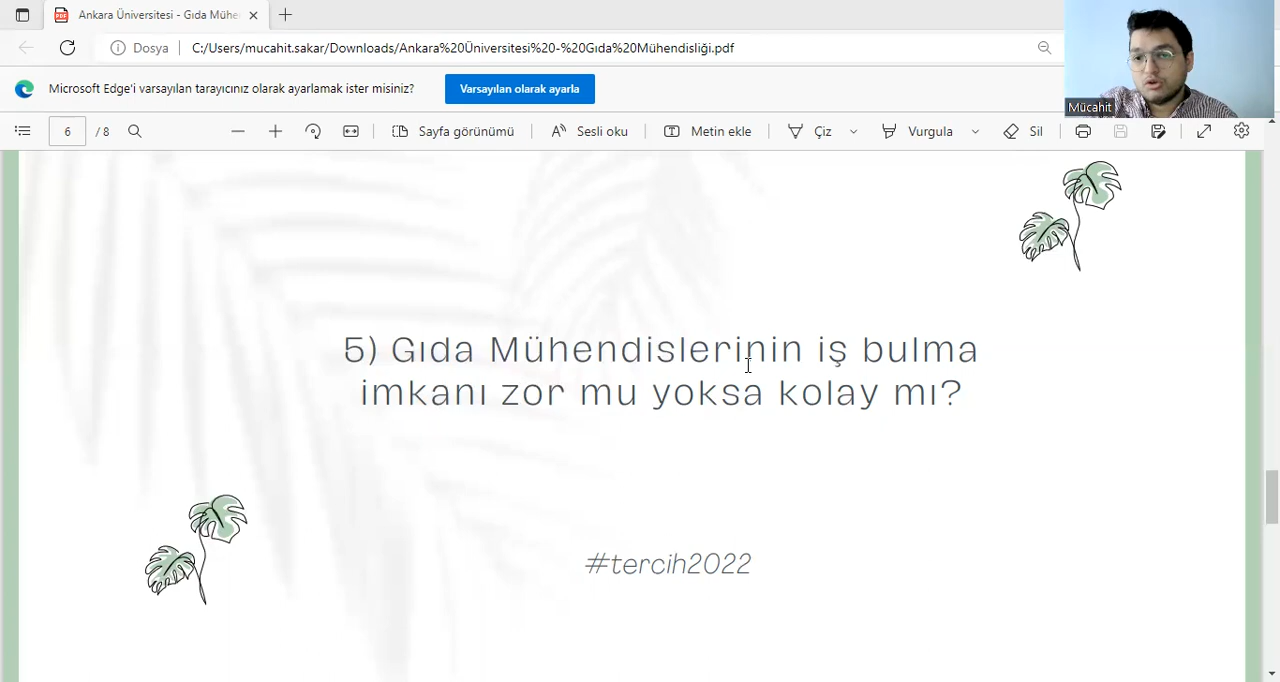 Ankara Üniversitesi - Gıda Mühe
Dosya
C:/Users/mucahit.sakar/Downloads/Ankara%20Üniversitesi%20-%20Gıda%20Mühendisliği.pdf
Mücahit
Microsoft Edge'i varsayılan tarayıcınız olarak ayarlamak ister misiniz?
Varsayılan olarak ayarla
6 / 8
Sayfa görünümü
Sesli oku
Metin ekle
Çiz
Vurgula
Sil
5) Gıda Mühendislerinin iş bulma
imkanı zor mu yoksa kolay mı?
#tercih2022